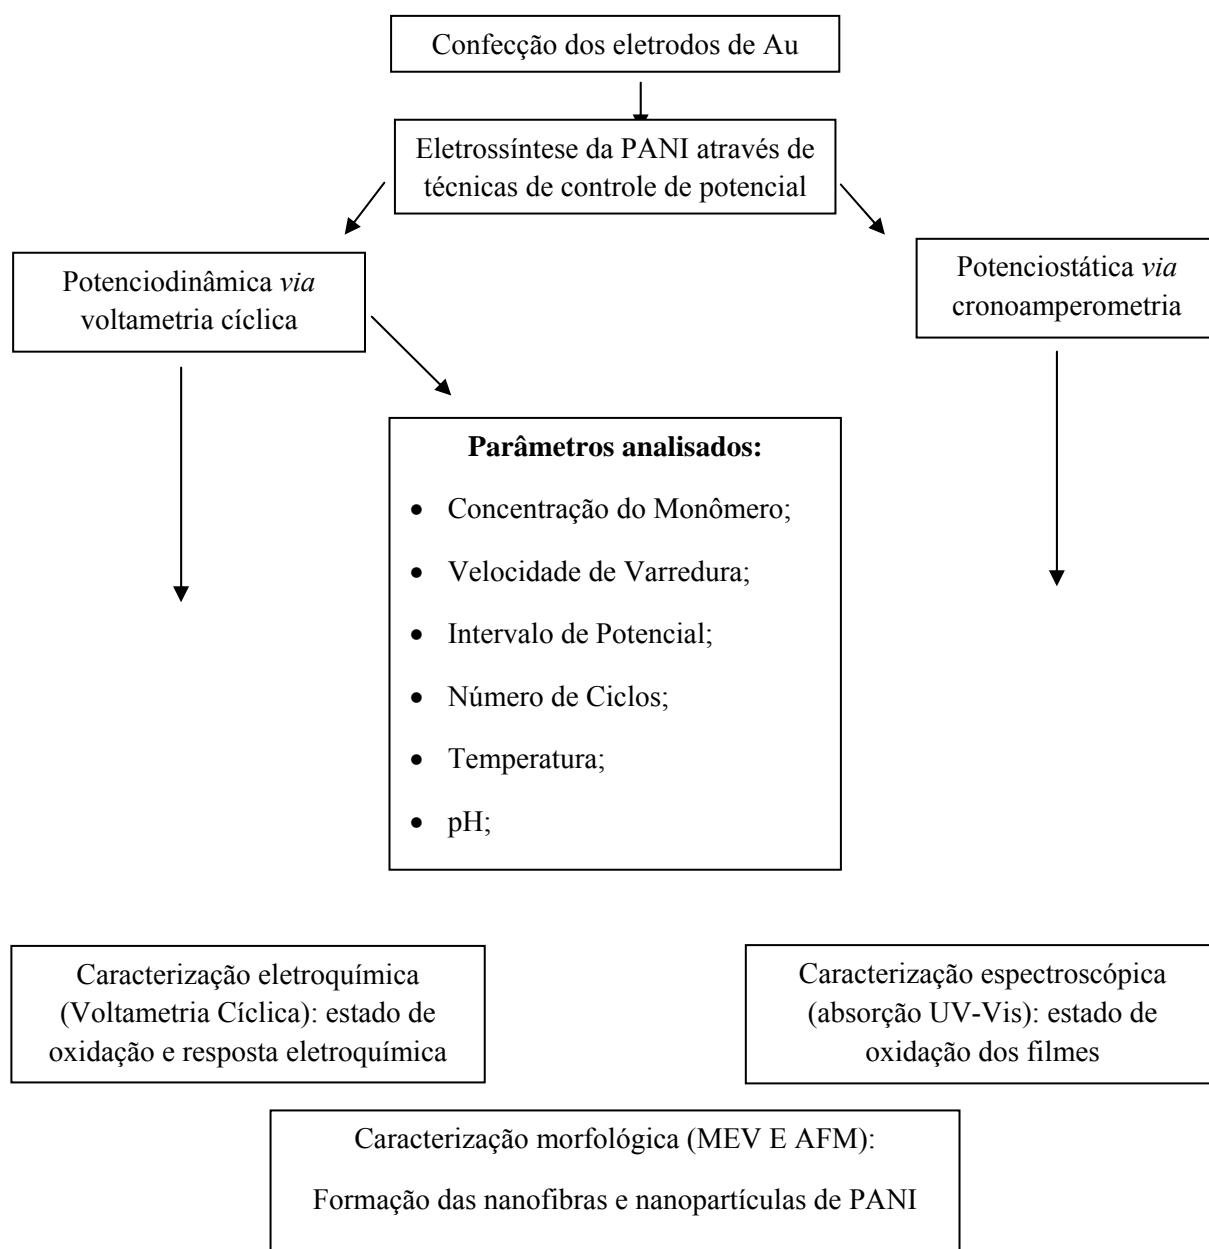 Confecção dos eletrodos de Au
Eletrossíntese da PANI através de
técnicas de controle de potencial
Potenciodinâmica via
voltametria cíclica
Potenciostática via
cronoamperometria
Parâmetros analisados:
• Concentração do Monômero;
• Velocidade de Varredura;
• Intervalo de Potencial;
• Número de Ciclos;
• Temperatura;
• pH;
Caracterização eletroquímica
(Voltametria Cíclica): estado de
oxidação e resposta eletroquímica
Caracterização espectroscópica
(absorção UV-Vis): estado de
oxidação dos filmes
Caracterização morfológica (MEV E AFM):
Formação das nanofibras e nanopartículas de PANI